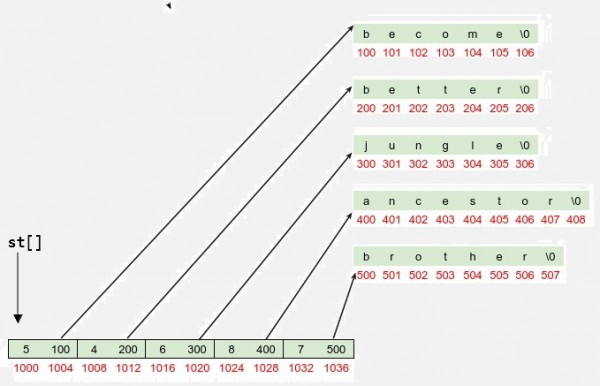 b e c o m e \0
100 101 102 103 104 105 106
b e t t e r \0
200 201 202 203 204 205 206
j u n g l e \0
300 301 302 303 304 305 306
a n c e s t o r \0
400 401 402 403 404 405 406 407 408
b r o t h e r \0
500 501 502 503 504 505 506 507
st[]
5 100 4 200 6 300 8 400 7 500
1000 1004 1008 1012 1016 1020 1024 1028 1032 1036